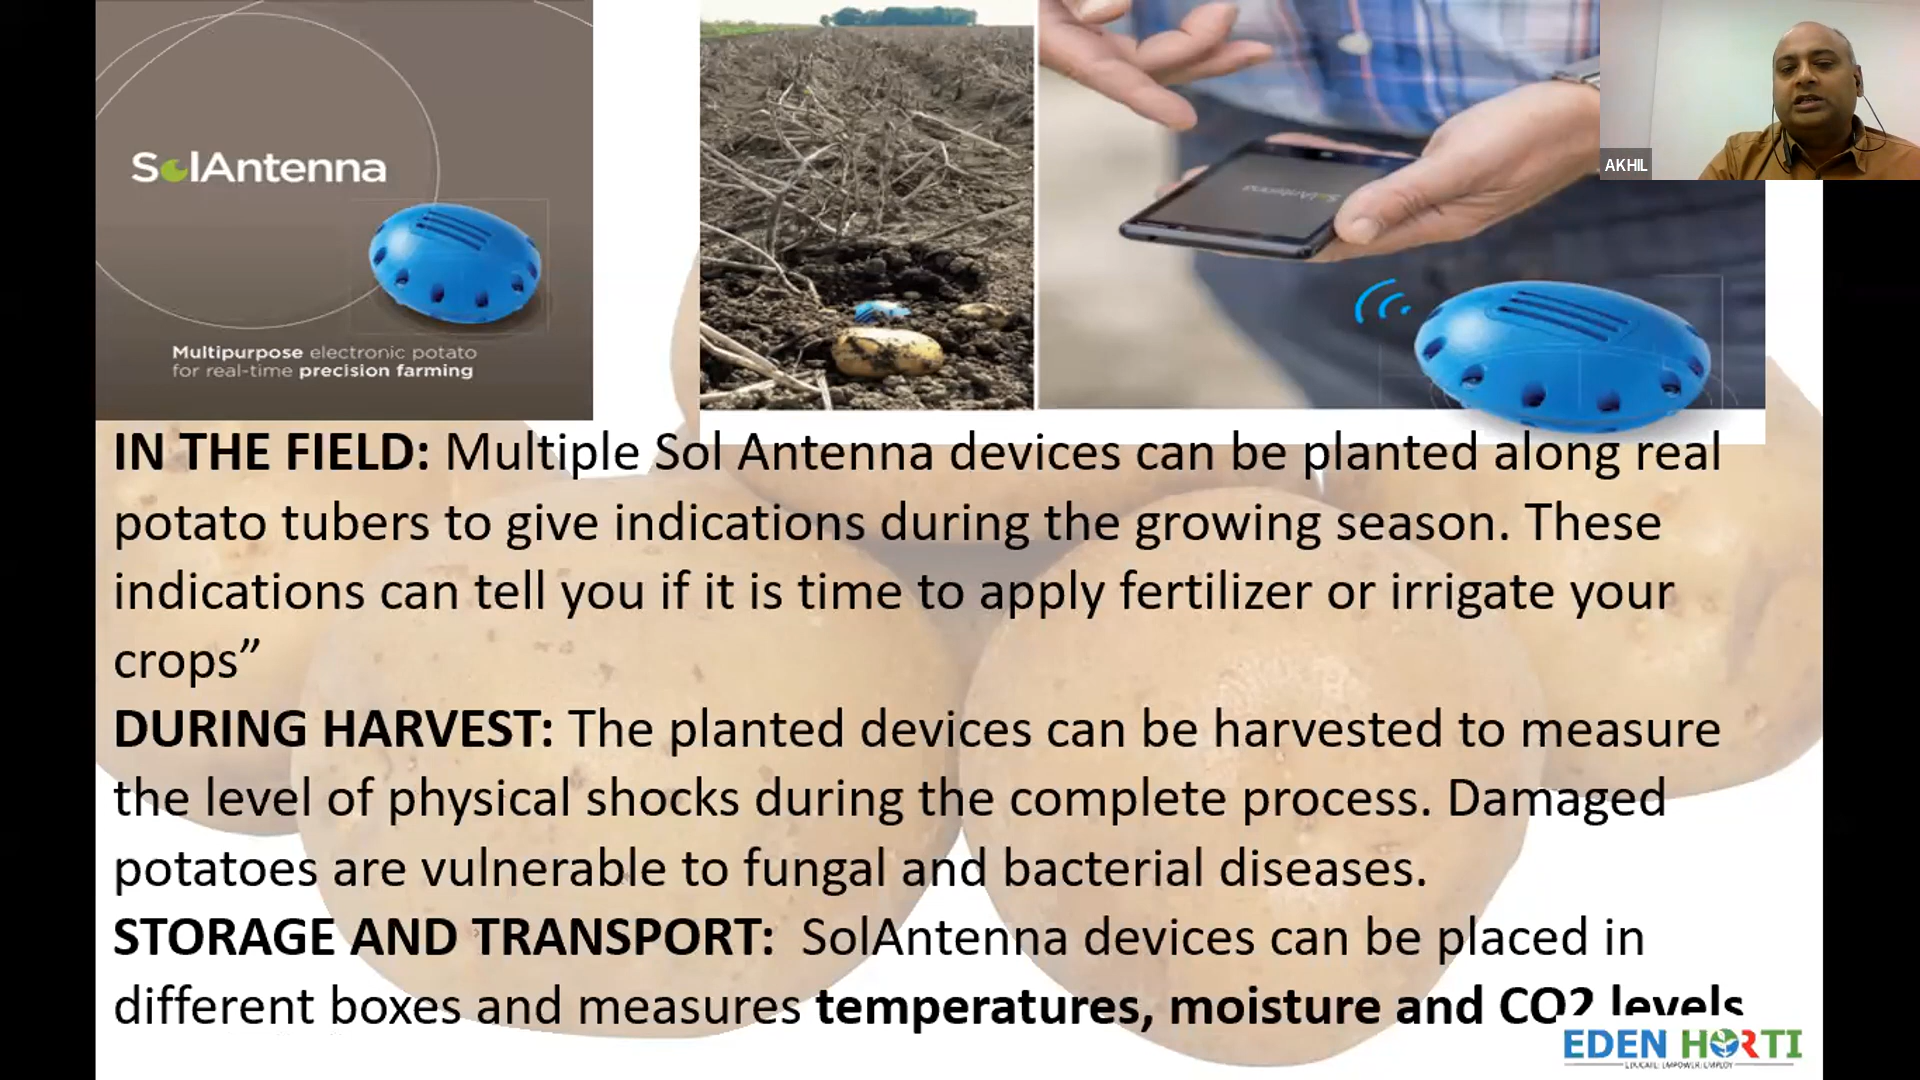 SolAntenna
Multipurpose electronic potato
for real-time precision farming
SolAntenna
AKHIL
IN THE FIELD: Multiple Sol Antenna devices can be planted along real
potato tubers to give indications during the growing season. These
indications can tell you if it is time to apply fertilizer or irrigate your
crops”
DURING HARVEST: The planted devices can be harvested to measure
the level of physical shocks during the complete process. Damaged
potatoes are vulnerable to fungal and bacterial diseases.
STORAGE AND TRANSPORT:  SolAntenna devices can be placed in
different boxes and measures temperatures, moisture and CO2 levels
EDEN HORTI
EDUCATE| EMPOWER| EMPLOY